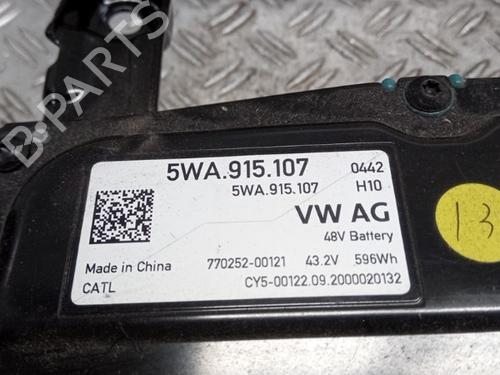 B-PARTS
5WA.915.107 0442
5WA.915.107 H10
VW AG
48V Battery
Made in China 770252-00121 43.2V 596Wh
CATL CY5-00122.09.2000020132
13